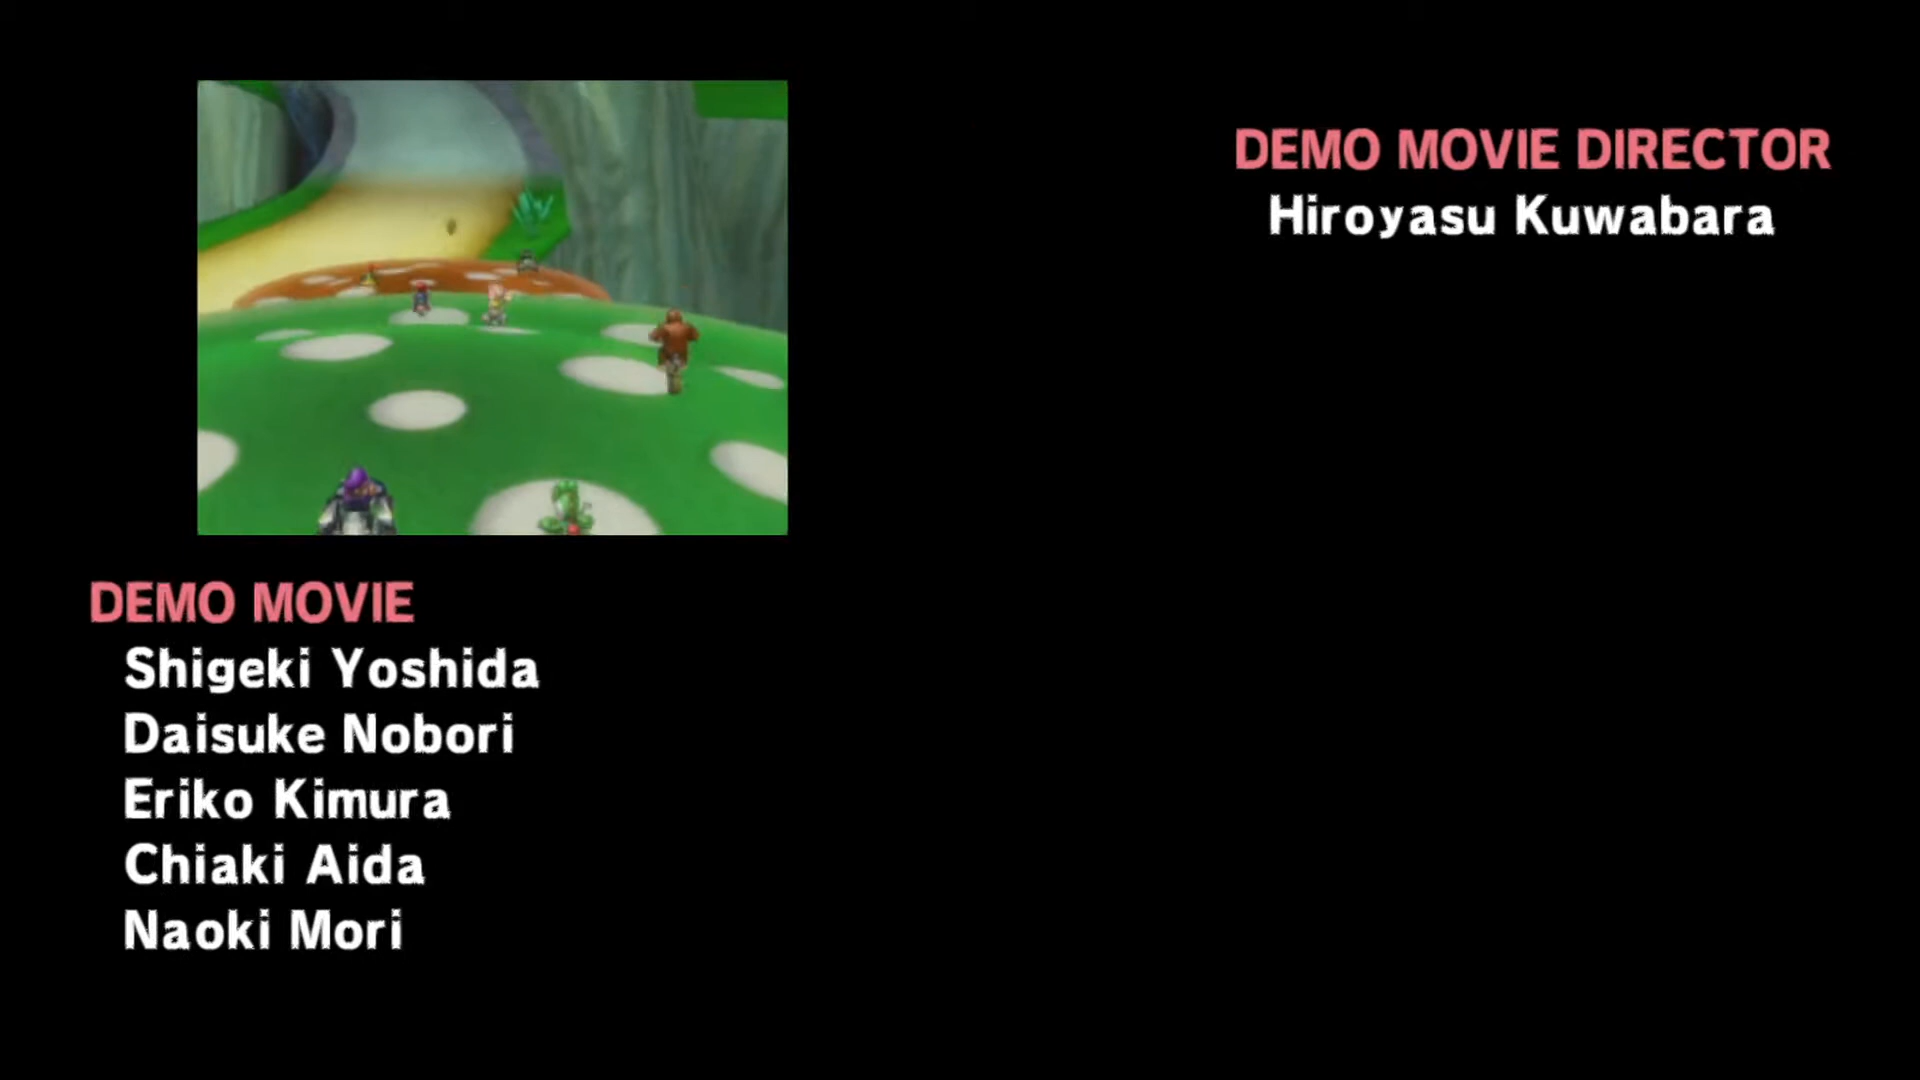 DEMO MOVIE DIRECTOR
Hiroyasu Kuwabara
DEMO MOVIE
Shigeki Yoshida
Daisuke Nobori
Eriko Kimura
Chiaki Aida
Naoki Mori